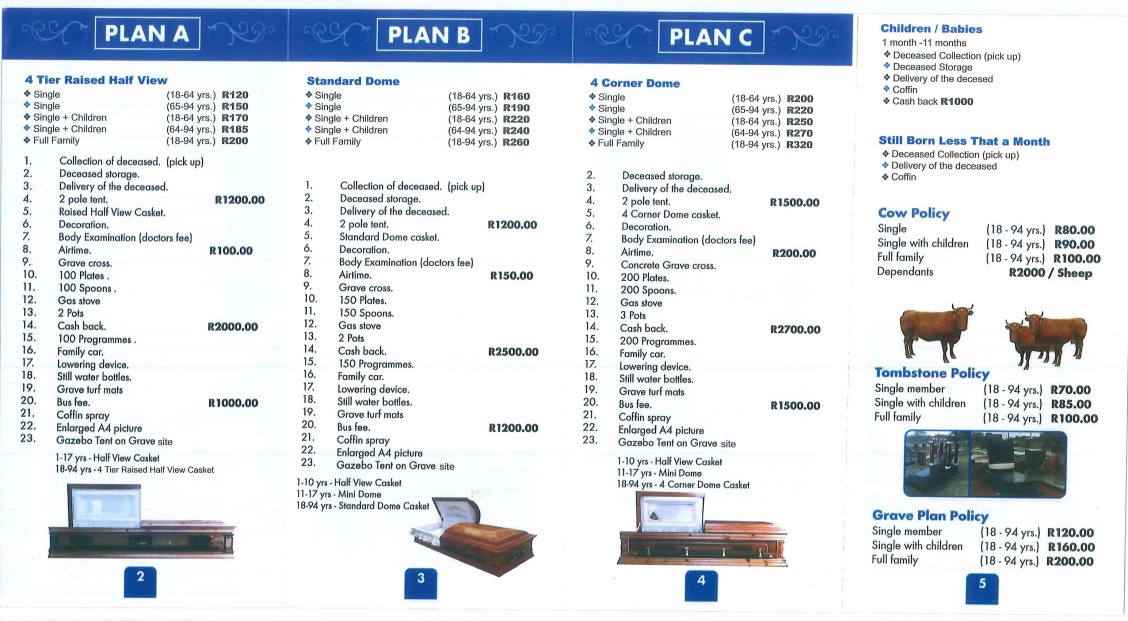 PLAN A
4 Tier Raised Half View
❖ Single (18-64 yrs.) R120
❖ Single (65-94 yrs.) R150
❖ Single + Children (18-64 yrs.) R170
❖ Single + Children (64-94 yrs.) R185
❖ Full Family (18-94 yrs.) R200
1. Collection of deceased. (pick up)
2. Deceased storage.
3. Delivery of the deceased.
4. 2 pole tent. R1200.00
5. Raised Half View Casket.
6. Decoration.
7. Body Examination (doctors fee)
8. Airtime. R100.00
9. Grave cross.
10. 100 Plates .
11. 100 Spoons .
12. Gas stove
13. 2 Pots
14. Cash back. R2000.00
15. 100 Programmes .
16. Family car.
17. Lowering device.
18. Still water bottles.
19. Grave turf mats
20. Bus fee. R1000.00
21. Coffin spray
22. Enlarged A4 picture
23. Gazebo Tent on Grave site
1-17 yrs - Half View Casket
18-94 yrs - 4 Tier Raised Half View Casket
2
PLAN B
Standard Dome
❖ Single (18-64 yrs.) R160
❖ Single (65-94 yrs.) R190
❖ Single + Children (18-64 yrs.) R220
❖ Single + Children (64-94 yrs.) R240
❖ Full Family (18-94 yrs.) R260
1. Collection of deceased. (pick up)
2. Deceased storage.
3. Delivery of the deceased.
4. 2 pole tent. R1200.00
5. Standard Dome casket.
6. Decoration.
7. Body Examination (doctors fee)
8. Airtime. R150.00
9. Grave cross.
10. 150 Plates.
11. 150 Spoons.
12. Gas stove
13. 2 Pots
14. Cash back. R2500.00
15. 150 Programmes.
16. Family car.
17. Lowering device.
18. Still water bottles.
19. Grave turf mats
20. Bus fee. R1200.00
21. Coffin spray
22. Enlarged A4 picture
23. Gazebo Tent on Grave site
1-10 yrs - Half View Casket
11-17 yrs - Mini Dome
18-94 yrs - Standard Dome Casket
3
PLAN C
4 Corner Dome
❖ Single (18-64 yrs.) R200
❖ Single (65-94 yrs.) R220
❖ Single + Children (18-64 yrs.) R250
❖ Single + Children (64-94 yrs.) R270
❖ Full Family (18-94 yrs.) R320
2. Deceased storage.
3. Delivery of the deceased.
4. 2 pole tent. R1500.00
5. 4 Corner Dome casket.
6. Decoration.
7. Body Examination (doctors fee)
8. Airtime. R200.00
9. Concrete Grave cross.
10. 200 Plates.
11. 200 Spoons.
12. Gas stove
13. 3 Pots
14. Cash back. R2700.00
15. 200 Programmes.
16. Family car.
17. Lowering device.
18. Still water bottles.
19. Grave turf mats
20. Bus fee. R1500.00
21. Coffin spray
22. Enlarged A4 picture
23. Gazebo Tent on Grave site
1-10 yrs - Half View Casket
11-17 yrs - Mini Dome
18-94 yrs - 4 Corner Dome Casket
4
Children / Babies
1 month -11 months
❖ Deceased Collection (pick up)
❖ Deceased Storage
❖ Delivery of the decesed
❖ Coffin
❖ Cash back R1000
Still Born Less That a Month
❖ Deceased Collection (pick up)
❖ Delivery of the deceased
❖ Coffin
Cow Policy
Single (18 - 94 yrs.) R80.00
Single with children (18 - 94 yrs.) R90.00
Full family (18 - 94 yrs.) R100.00
Dependants R2000 / Sheep
Tombstone Policy
Single member (18 - 94 yrs.) R70.00
Single with children (18 - 94 yrs.) R85.00
Full family (18 - 94 yrs.) R100.00
Grave Plan Policy
Single member (18 - 94 yrs.) R120.00
Single with children (18 - 94 yrs.) R160.00
Full family (18 - 94 yrs.) R200.00
5